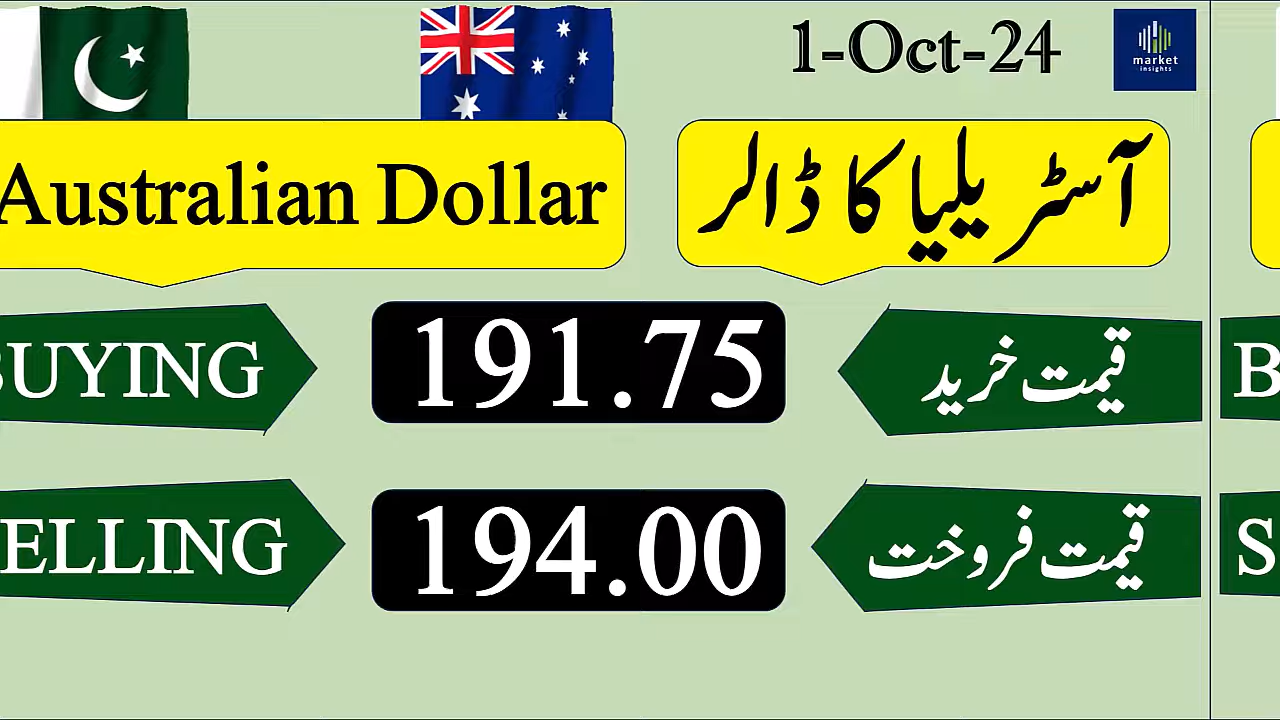 1-Oct-24
market
insights
Australian Dollar
آسٹریلیا کا ڈالر
BUYING
191.75
قیمت خرید
B
SELLING
194.00
قیمت فروخت
S